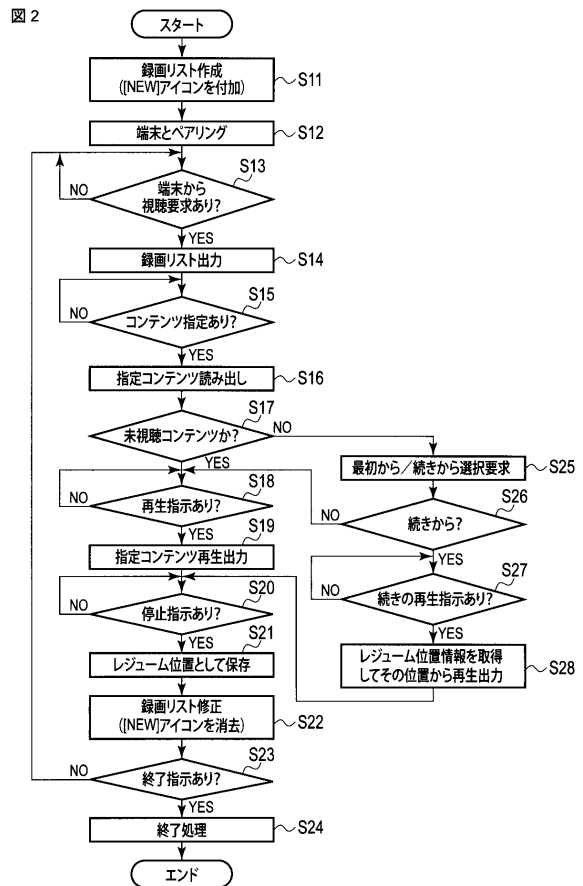 図2
スタート
録画リスト作成
([NEW]アイコンを付加)
S11
端末とペアリング
S12
S13
端末から
視聴要求あり?
NO
YES
録画リスト出力
S14
S15
コンテンツ指定あり?
NO
YES
指定コンテンツ読み出し
S16
S17
未視聴コンテンツか?
NO
YES
S18
再生指示あり?
NO
YES
S19
指定コンテンツ再生出力
S20
停止指示あり?
NO
YES
S21
レジューム位置として保存
録画リスト修正
([NEW]アイコンを消去)
S22
S23
終了指示あり?
NO
YES
終了処理
S24
エンド
最初から/続きから選択要求
S25
S26
続きから?
NO
YES
S27
続きの再生指示あり?
NO
YES
レジューム位置情報を取得
してその位置から再生出力
S28